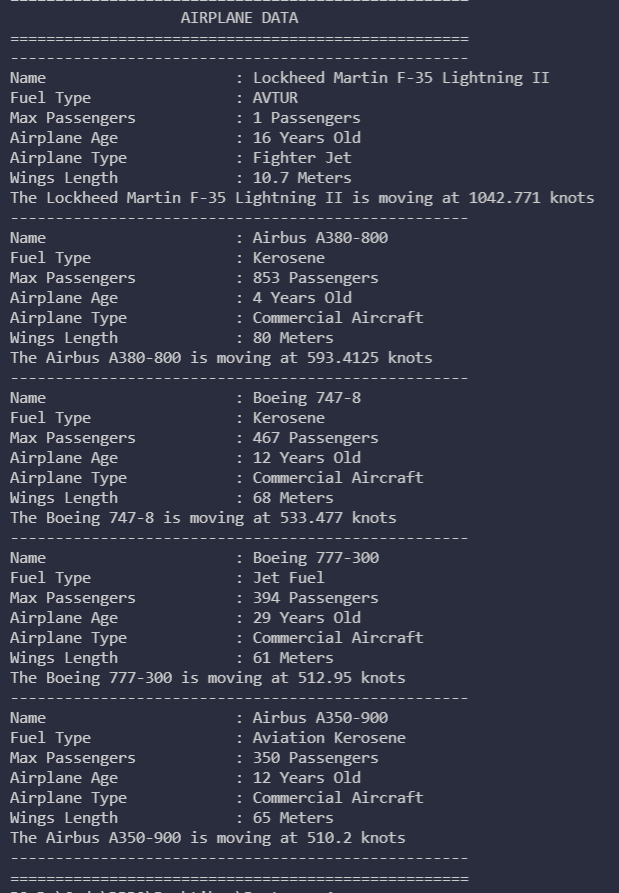 ==================================================
AIRPLANE DATA
==================================================
--------------------------------------------------
Name : Lockheed Martin F-35 Lightning II
Fuel Type : AVTUR
Max Passengers : 1 Passengers
Airplane Age : 16 Years Old
Airplane Type : Fighter Jet
Wings Length : 10.7 Meters
The Lockheed Martin F-35 Lightning II is moving at 1042.771 knots
--------------------------------------------------
Name : Airbus A380-800
Fuel Type : Kerosene
Max Passengers : 853 Passengers
Airplane Age : 4 Years Old
Airplane Type : Commercial Aircraft
Wings Length : 80 Meters
The Airbus A380-800 is moving at 593.4125 knots
--------------------------------------------------
Name : Boeing 747-8
Fuel Type : Kerosene
Max Passengers : 467 Passengers
Airplane Age : 12 Years Old
Airplane Type : Commercial Aircraft
Wings Length : 68 Meters
The Boeing 747-8 is moving at 533.477 knots
--------------------------------------------------
Name : Boeing 777-300
Fuel Type : Jet Fuel
Max Passengers : 394 Passengers
Airplane Age : 29 Years Old
Airplane Type : Commercial Aircraft
Wings Length : 61 Meters
The Boeing 777-300 is moving at 512.95 knots
--------------------------------------------------
Name : Airbus A350-900
Fuel Type : Aviation Kerosene
Max Passengers : 350 Passengers
Airplane Age : 12 Years Old
Airplane Type : Commercial Aircraft
Wings Length : 65 Meters
The Airbus A350-900 is moving at 510.2 knots
--------------------------------------------------
==================================================